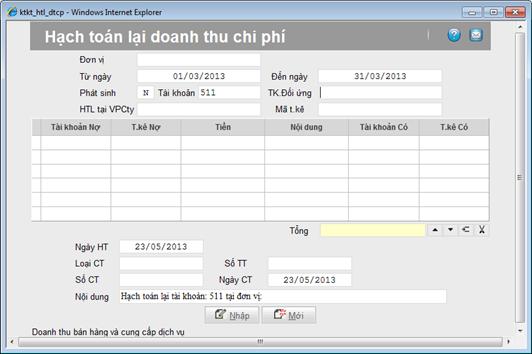 ktkt_htl_dtcp - Windows Internet Explorer
Hạch toán lại doanh thu chi phí
Đơn vị
Từ ngày 01/03/2013 Đến ngày 31/03/2013
Phát sinh N Tài khoản 511 TK.Đối ứng
HTL tại VPCty Mã t.kê
Tài khoản Nợ T.kê Nợ Tiền Nội dung Tài khoản Có T.kê Có
Tổng
Ngày HT 23/05/2013
Loại CT Số TT
Số CT Ngày CT 23/05/2013
Nội dung Hạch toán lại tài khoản: 511 tại đơn vị:
Nhập Mới
Doanh thu bán hàng và cung cấp dịch vụ